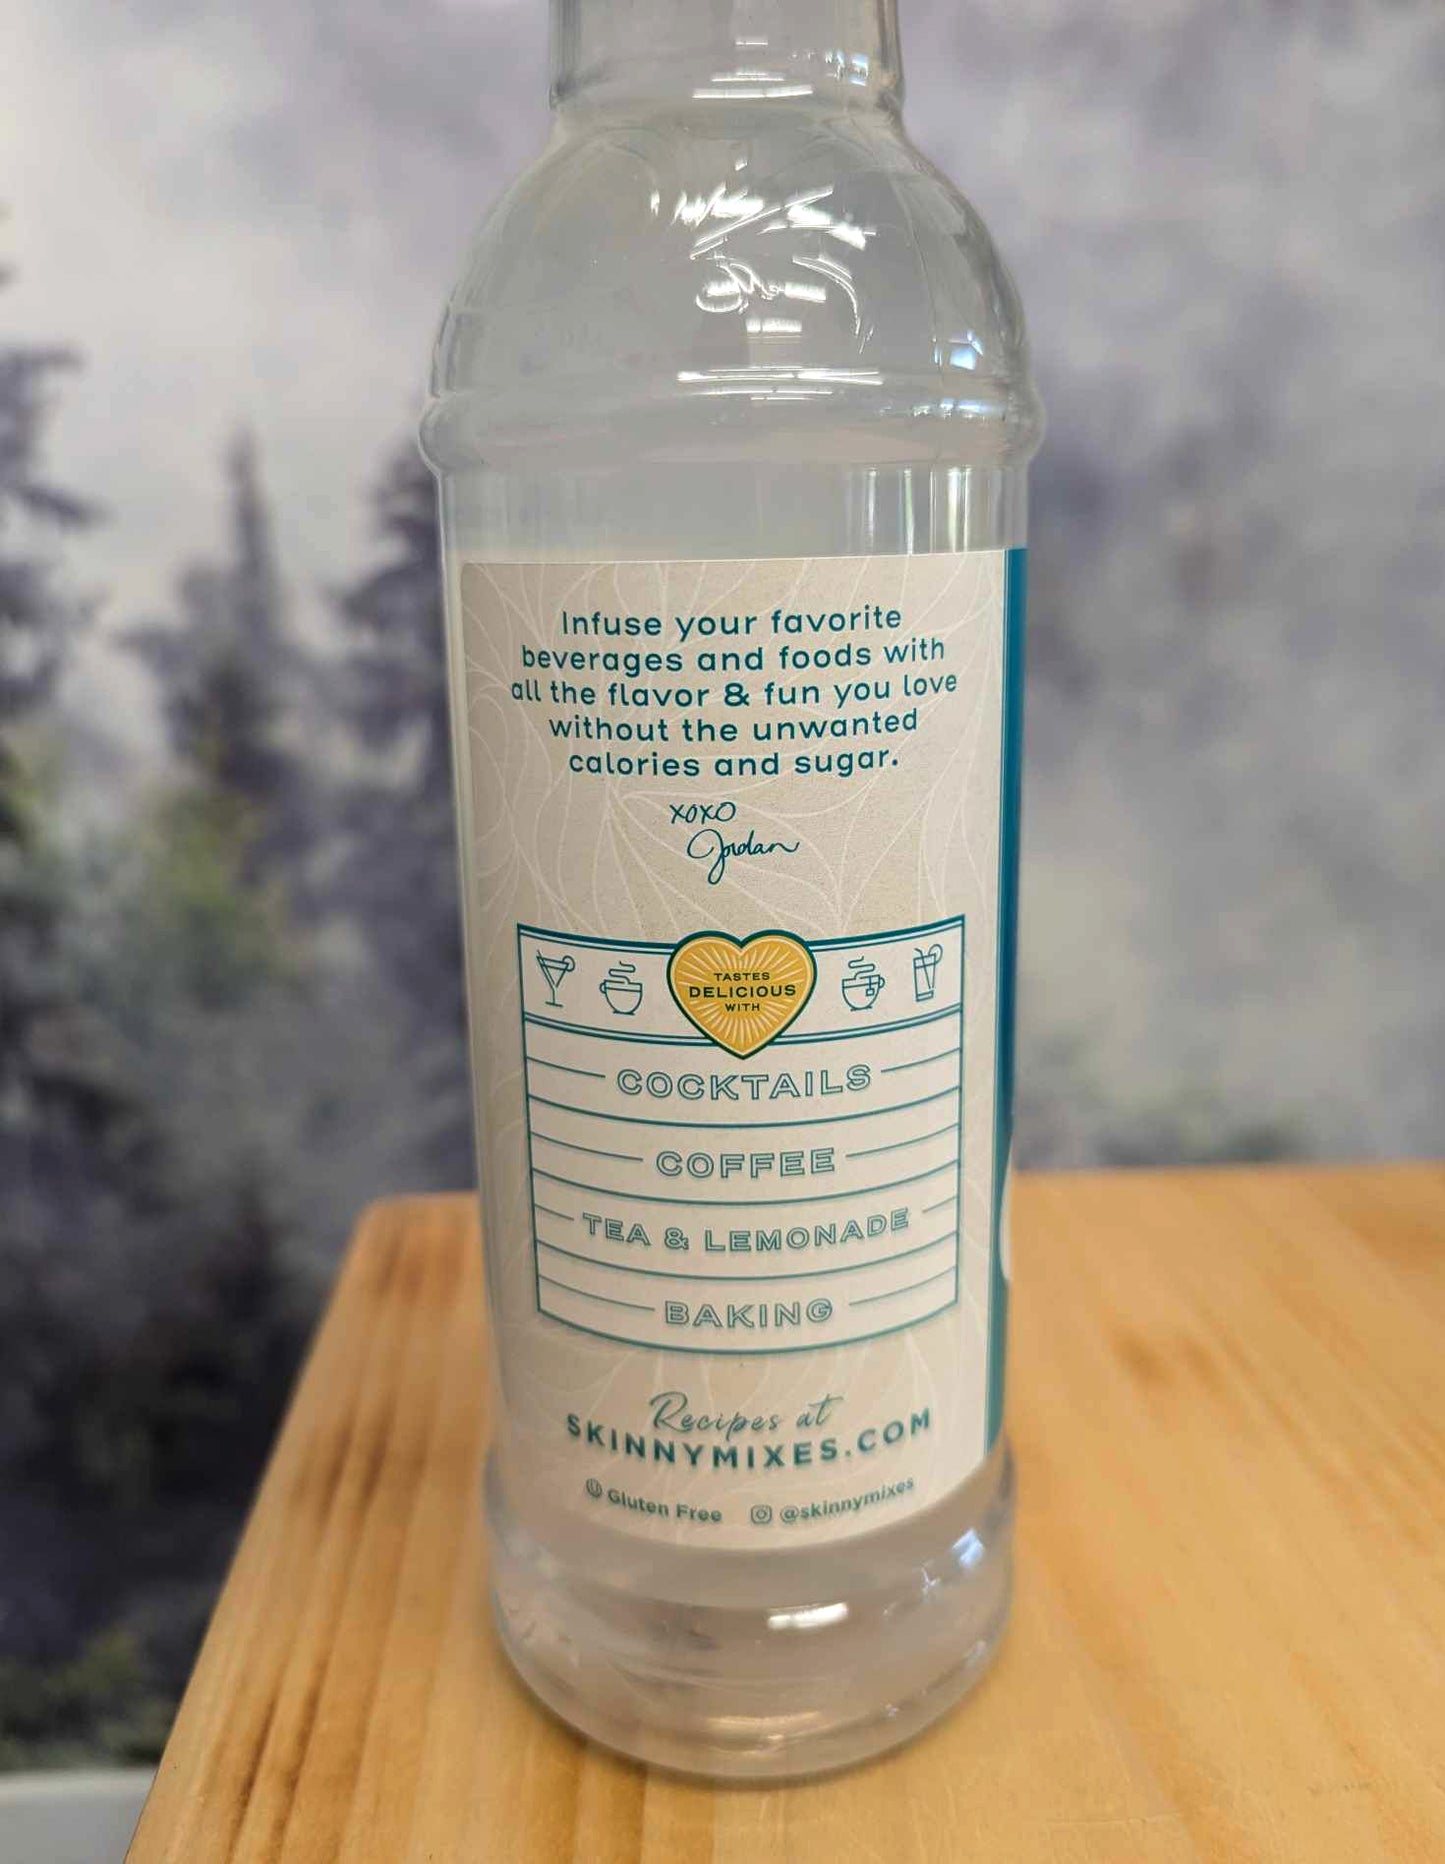 Infuse your favorite
beverages and foods with
all the flavor & fun you love
without the unwanted
calories and sugar.
xoxo
Jordan
TASTES
DELICIOUS
WITH
COCKTAILS
COFFEE
TEA & LEMONADE
BAKING
Recipes at
SKINNYMIXES.COM
Gluten Free @skinnymixes